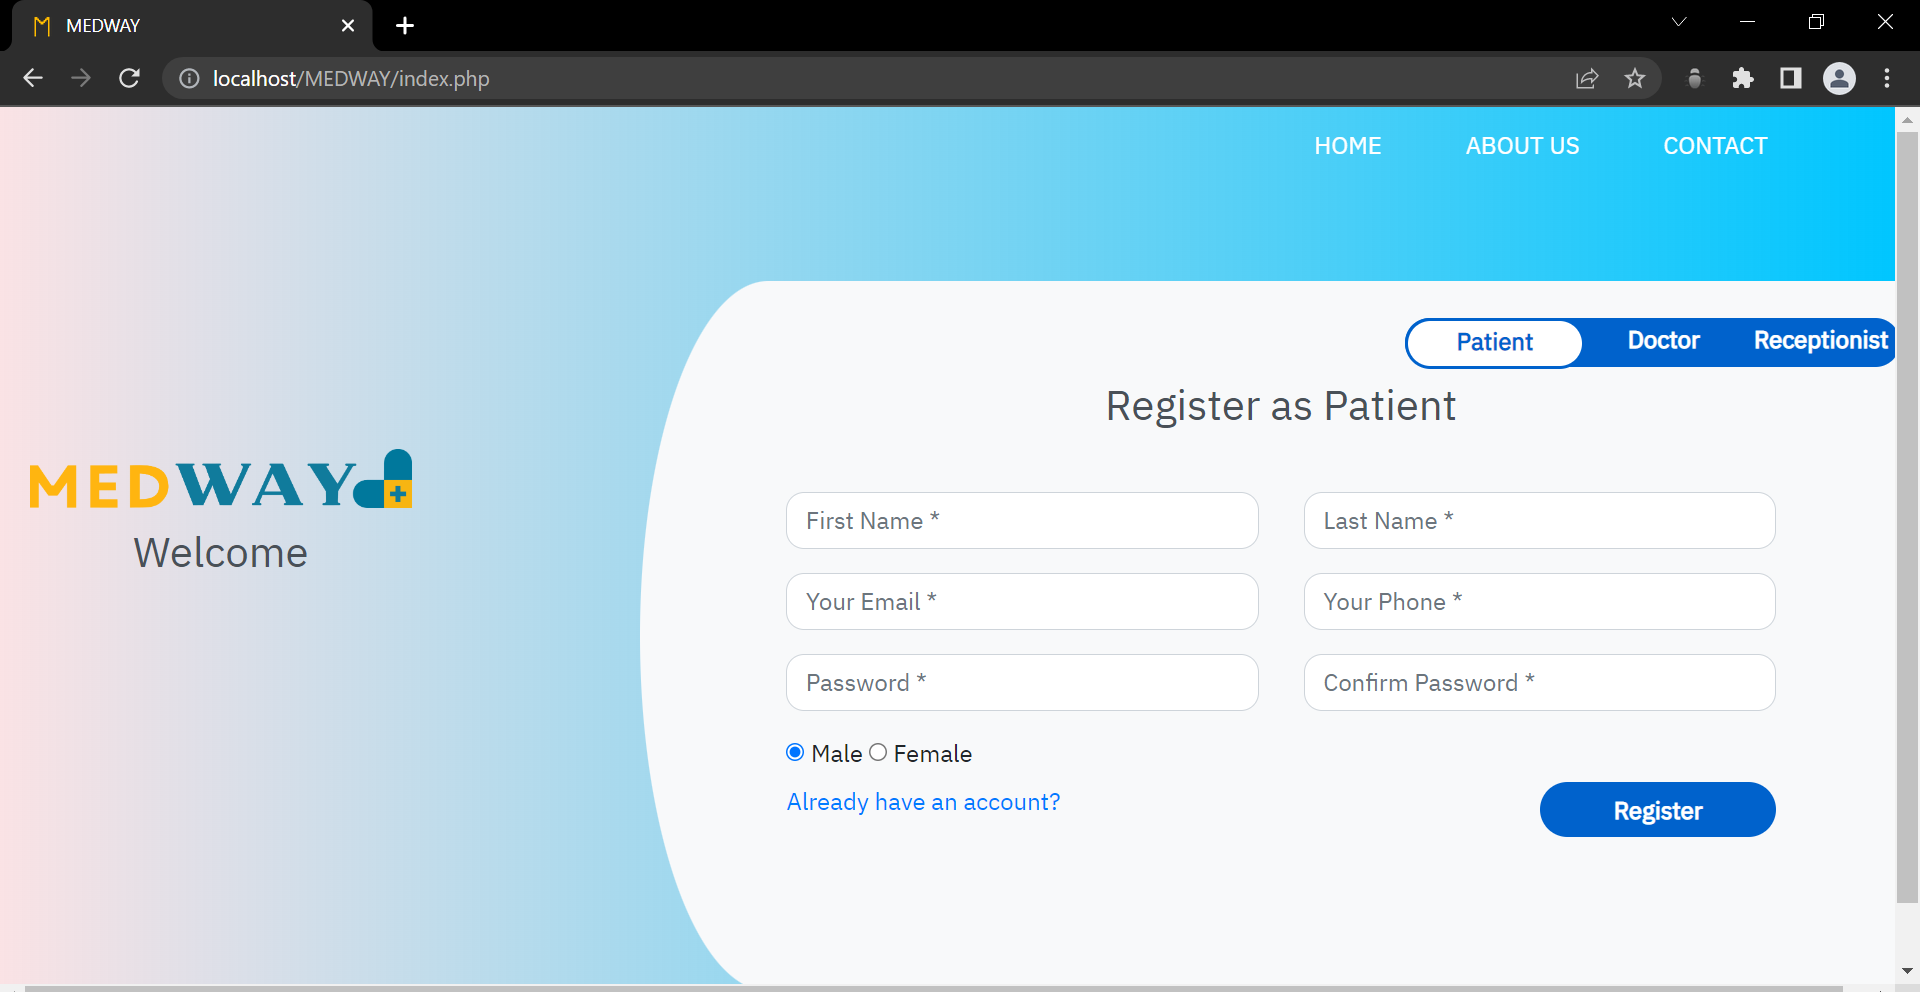 MEDWAY
localhost/MEDWAY/index.php
HOME ABOUT US CONTACT
Patient Doctor Receptionist
Register as Patient
MEDWAY
Welcome
First Name * Last Name *
Your Email * Your Phone *
Password * Confirm Password *
Male Female
Already have an account?
Register